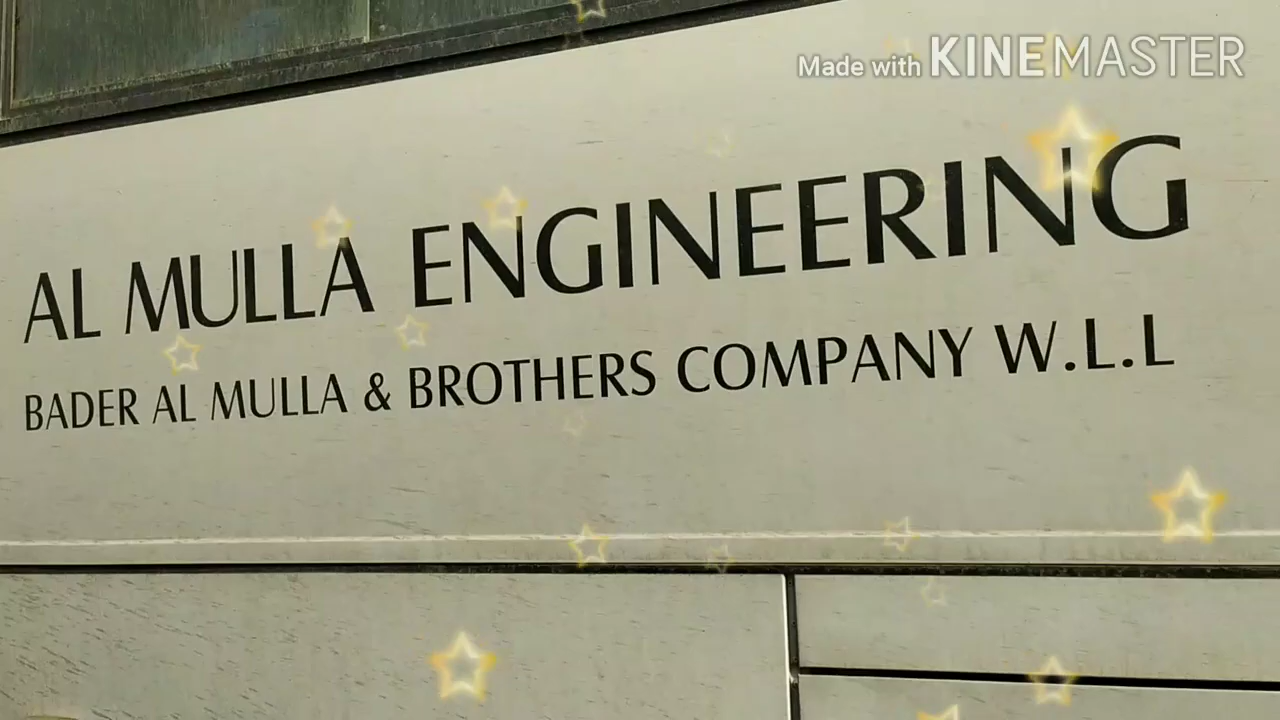 Made with KINEMASTER
AL MULLA ENGINEERING
BADER AL MULLA & BROTHERS COMPANY W.L.L